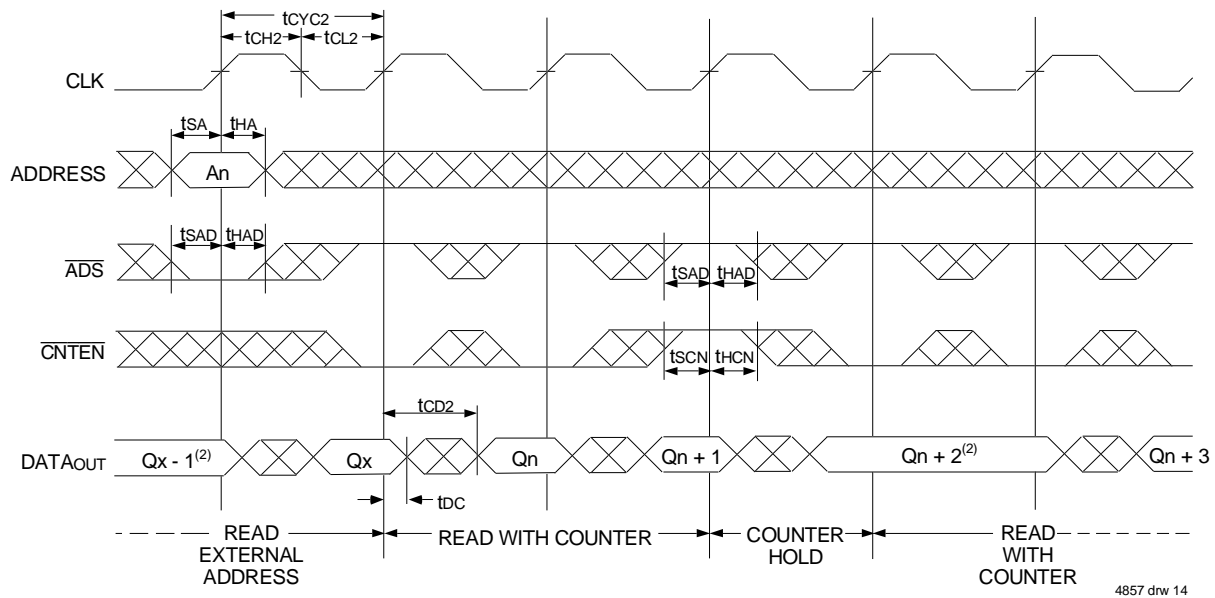 tCYC2
tCH2 tCL2
CLK
tSA tHA
ADDRESS An
tSAD tHAD
ADS
tSAD tHAD
CNTEN
tSCN tHCN
tCD2
DATAOUT Qx - 1(2) Qx Qn Qn + 1 Qn + 2(2) Qn + 3
tDC
READ EXTERNAL ADDRESS
READ WITH COUNTER
COUNTER HOLD
READ WITH COUNTER
4857 drw 14